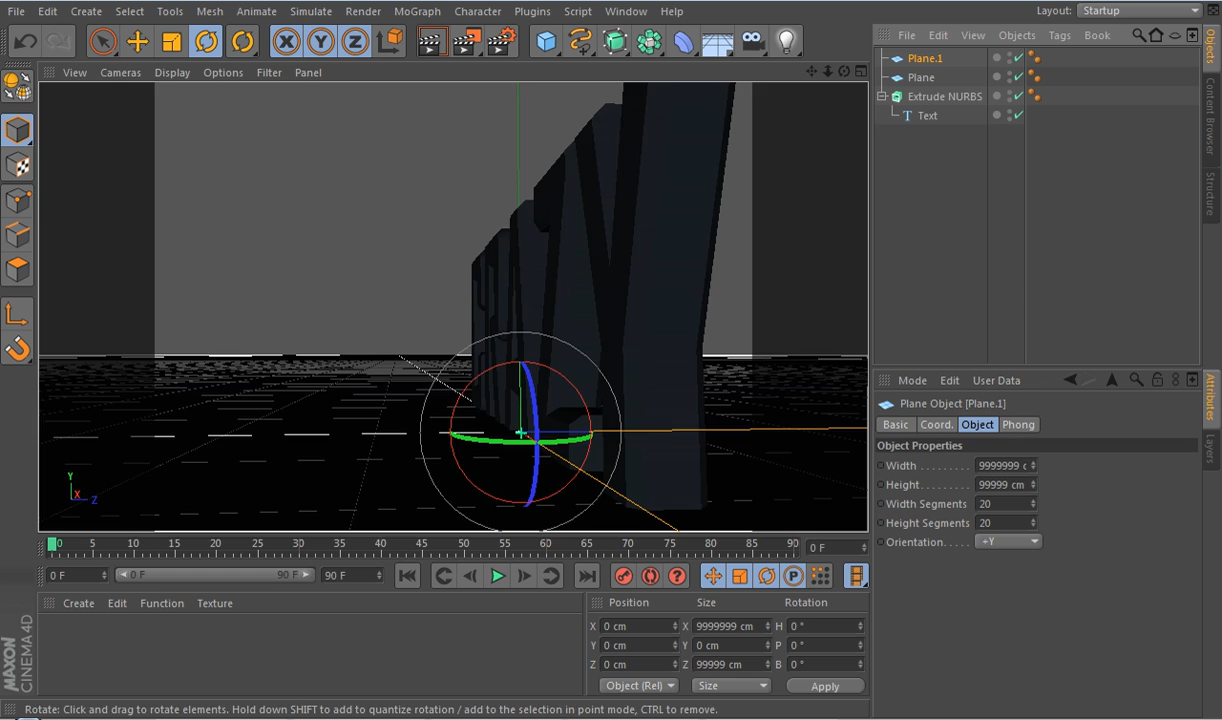 File Edit Create Select Tools Mesh Animate Simulate Render MoGraph Character Plugins Script Window Help Layout: Startup
File Edit View Objects Tags Book
View Cameras Display Options Filter Panel
Plane.1
Plane
Extrude NURBS
Text
Objects
Content Browser
Structure
Mode Edit User Data
Plane Object [Plane.1]
Basic Coord. Object Phong
Object Properties
Width 9999999 c
Height. 99999 cm
Width Segments 20
Height Segments 20
Orientation. +Y
Attributes
Layers
Y
X Z
0 5 10 15 20 25 30 35 40 45 50 55 60 65 70 75 80 85 90 0 F
0 F 0 F 90 F 90 F
Create Edit Function Texture
Position Size Rotation
X 0 cm X 9999999 cm H 0 °
Y 0 cm Y 0 cm P 0 °
Z 0 cm Z 99999 cm B 0 °
Object (Rel) Size Apply
MAXON
CINEMA 4D
Rotate: Click and drag to rotate elements. Hold down SHIFT to add to quantize rotation / add to the selection in point mode, CTRL to remove.